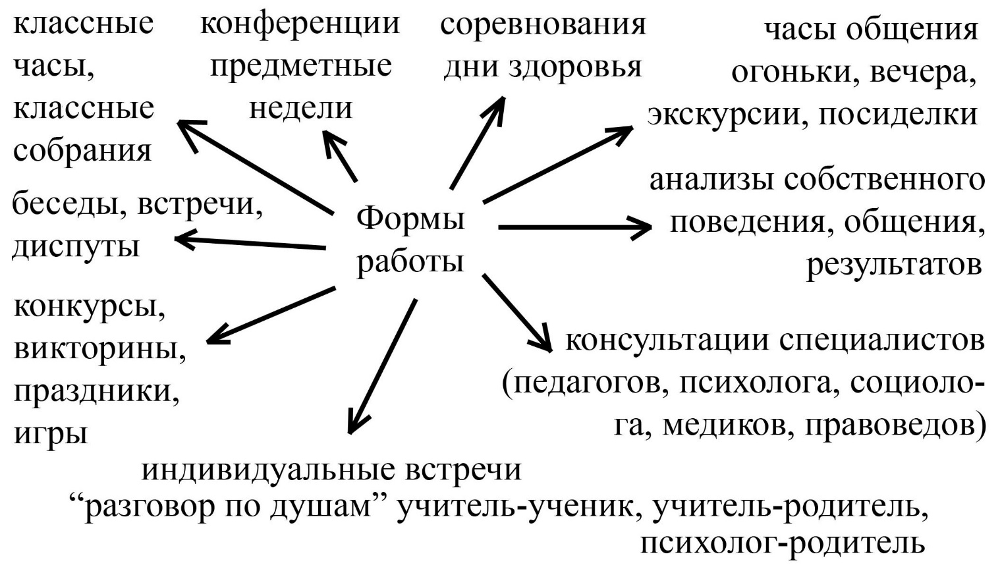 классные
часы,
классные
собрания
конференции
предметные
недели
соревнования
дни здоровья
часы общения
огоньки, вечера,
экскурсии, посиделки
беседы, встречи,
диспуты
Формы
работы
анализы собственного
поведения, общения,
результатов
конкурсы,
викторины,
праздники,
игры
консультации специалистов
(педагогов, психолога, социоло-
га, медиков, правоведов)
индивидуальные встречи
“разговор по душам” учитель-ученик, учитель-родитель,
психолог-родитель